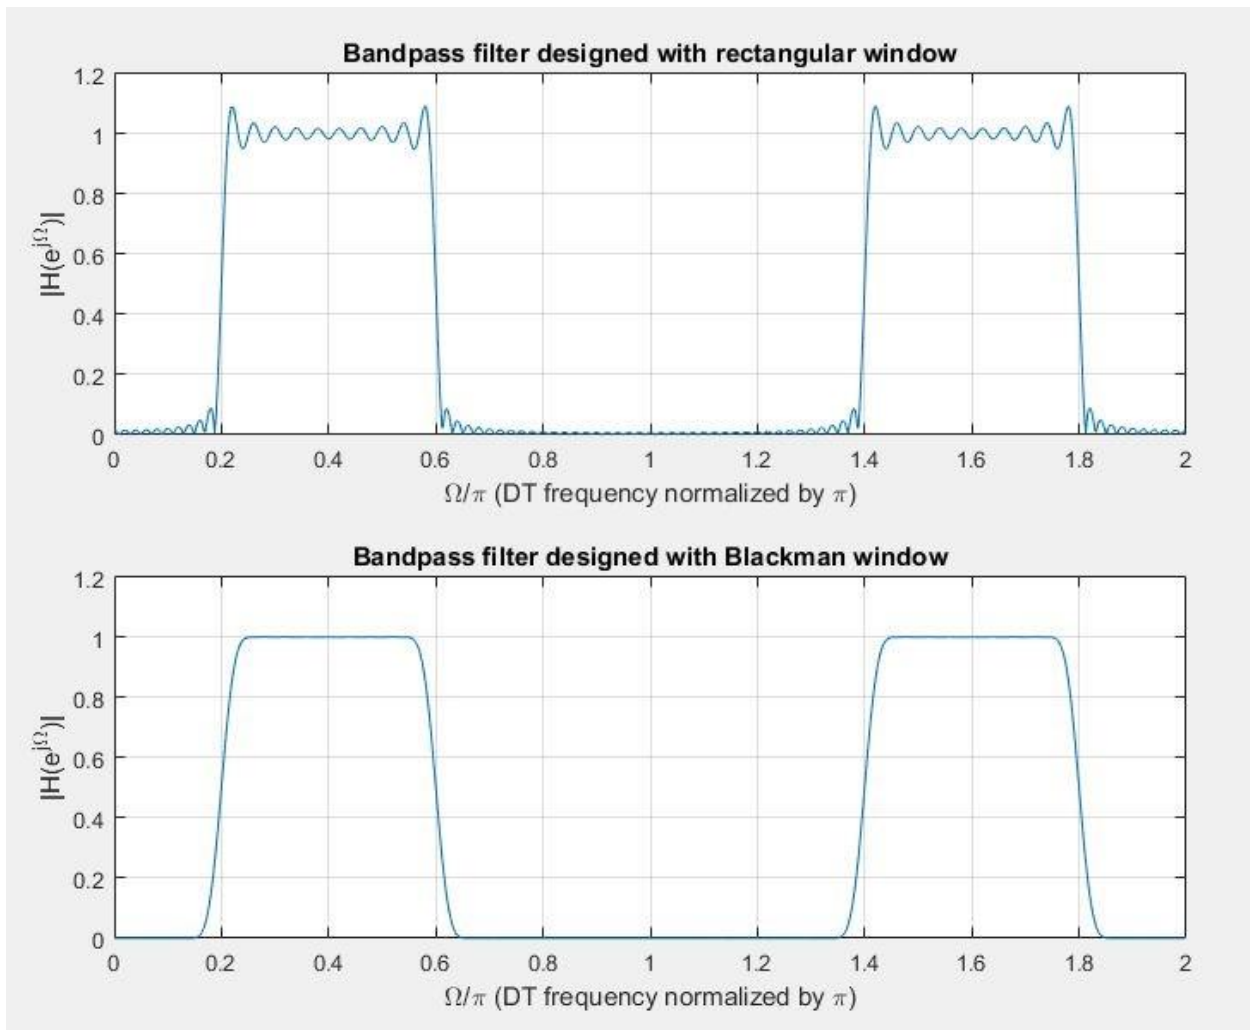 Bandpass filter designed with rectangular window
1.2
1
0.8
0.6
0.4
0.2
0
|H(e^{jΩ})|
0 0.2 0.4 0.6 0.8 1 1.2 1.4 1.6 1.8 2
Ω/π (DT frequency normalized by π)
Bandpass filter designed with Blackman window
1.2
1
0.8
0.6
0.4
0.2
0
|H(e^{jΩ})|
0 0.2 0.4 0.6 0.8 1 1.2 1.4 1.6 1.8 2
Ω/π (DT frequency normalized by π)